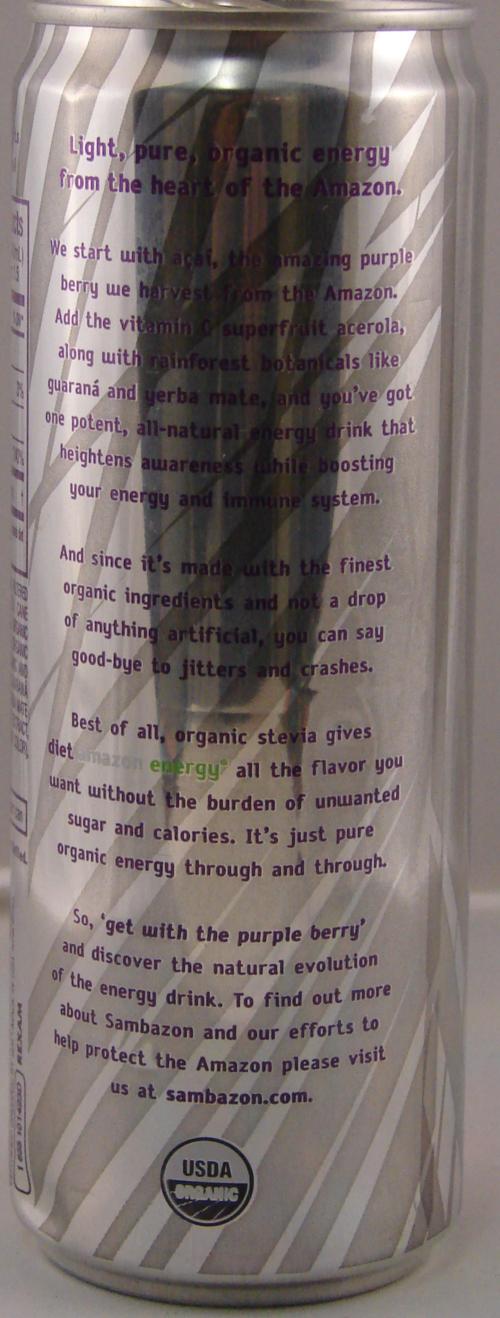 Light, pure, organic energy
from the heart of the Amazon.
We start with açaí, the amazing purple
berry we harvest from the Amazon.
Add the vitamin C superfruit acerola,
along with rainforest botanicals like
guaraná and yerba mate, and you've got
one potent, all-natural energy drink that
heightens awareness while boosting
your energy and immune system.
And since it's made with the finest
organic ingredients and not a drop
of anything artificial, you can say
good-bye to jitters and crashes.
Best of all, organic stevia gives
diet amazon energy® all the flavor you
want without the burden of unwanted
sugar and calories. It's just pure
organic energy through and through.
So, 'get with the purple berry'
and discover the natural evolution
of the energy drink. To find out more
about Sambazon and our efforts to
help protect the Amazon please visit
us at sambazon.com.
USDA
ORGANIC
REXAM